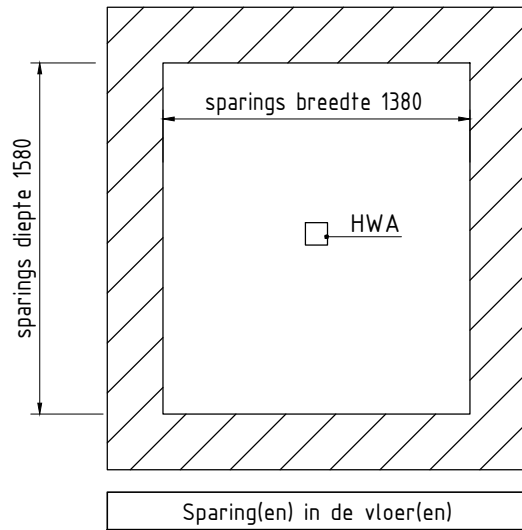 sparings breedte 1380
sparings diepte 1580
HWA
Sparing(en) in de vloer(en)